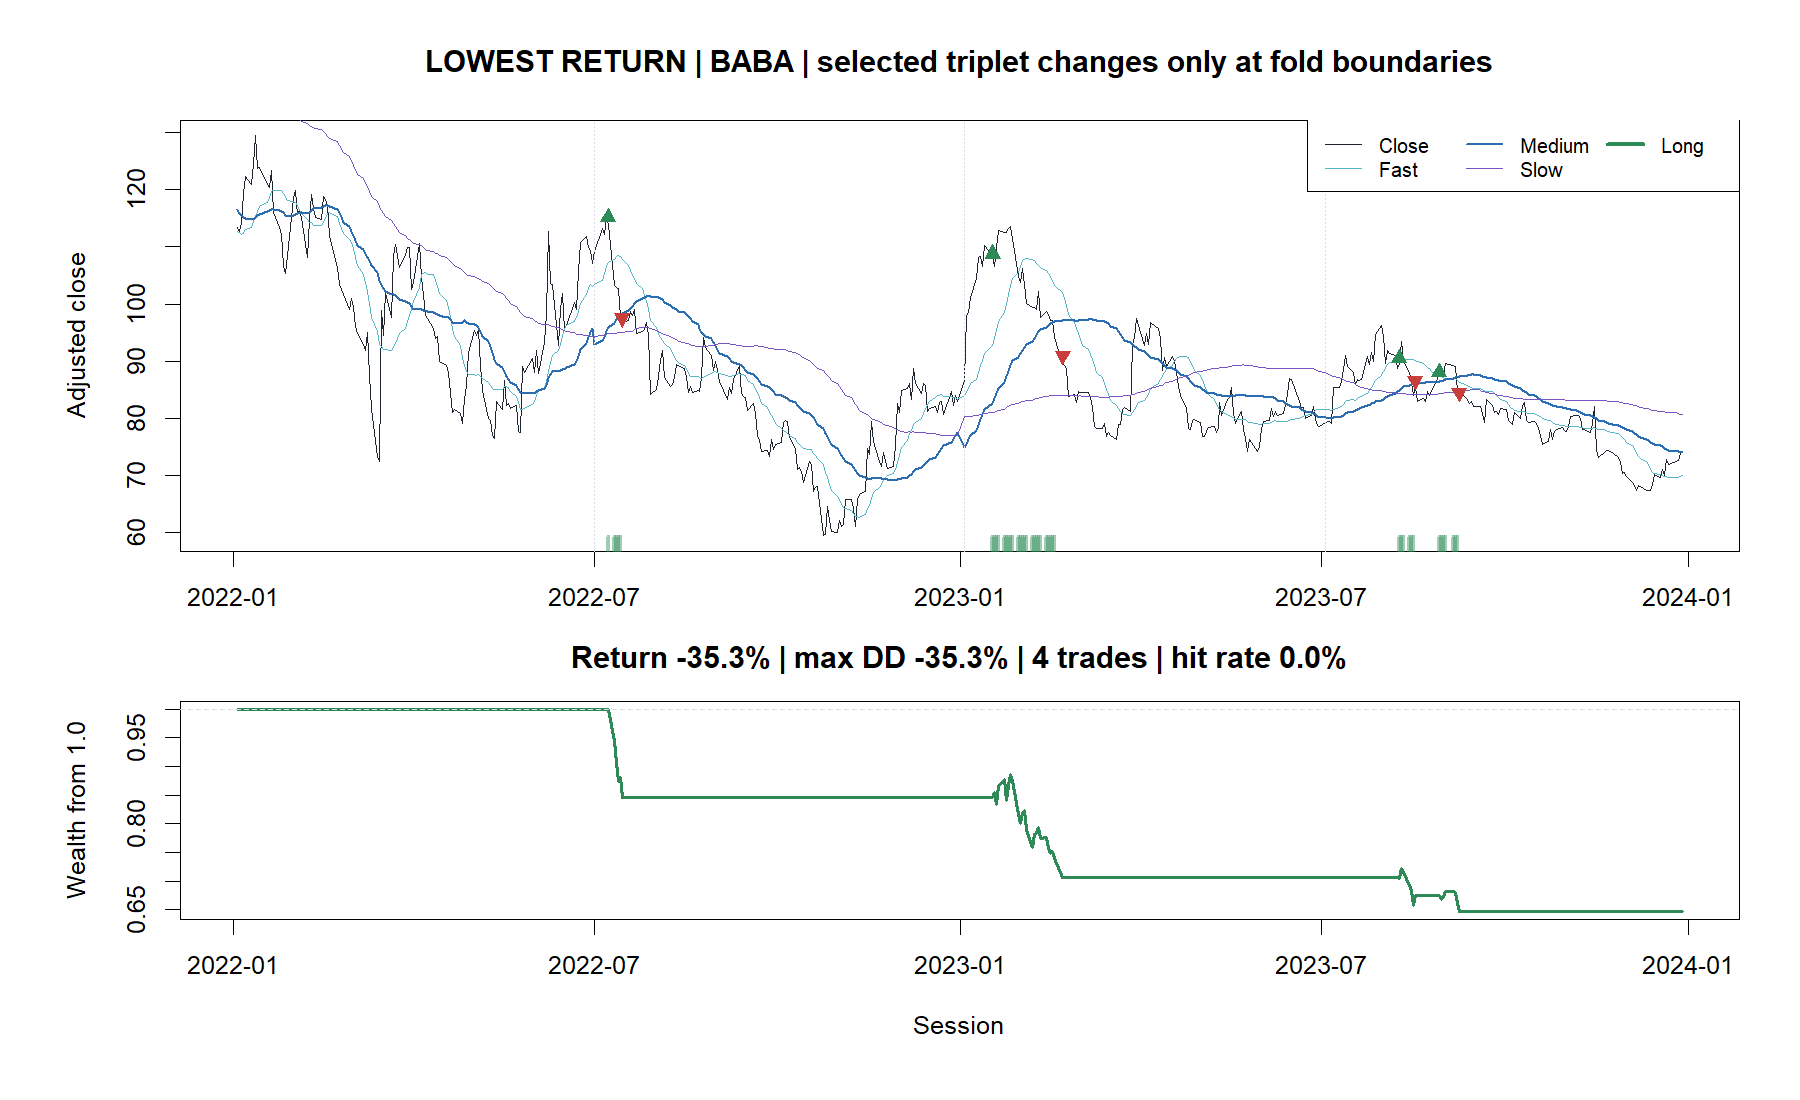 LOWEST RETURN | BABA | selected triplet changes only at fold boundaries
Adjusted close
120
100
90
80
70
60
Close
Medium
Long
Fast
Slow
2022-01
2022-07
2023-01
2023-07
2024-01
Return -35.3% | max DD -35.3% | 4 trades | hit rate 0.0%
Wealth from 1.0
0.95
0.80
0.65
2022-01
2022-07
2023-01
2023-07
2024-01
Session